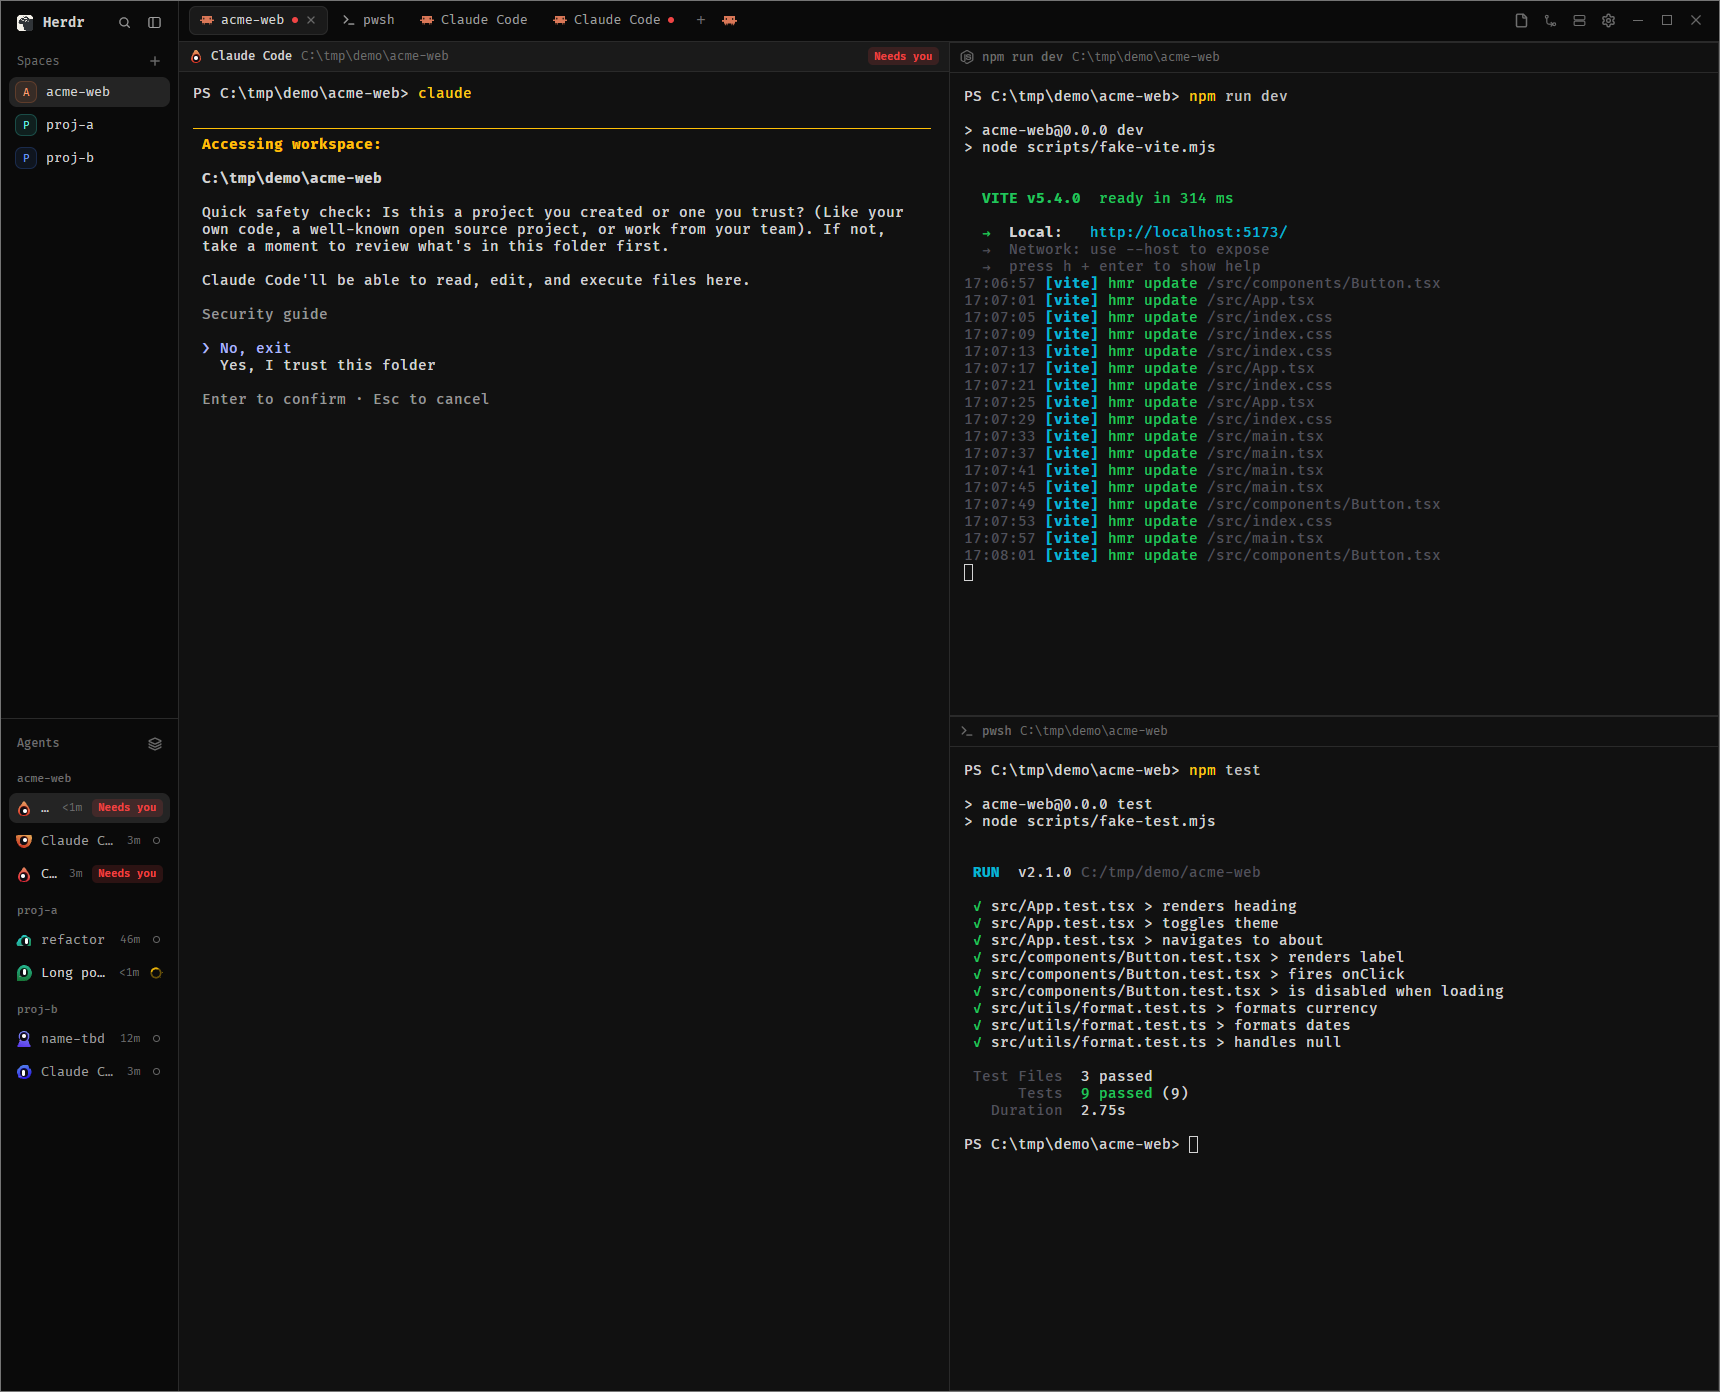 Herdr
Spaces
A acme-web
P proj-a
P proj-b
Agents
acme-web
... <1m Needs you
Claude C… 3m
C… 3m Needs you
proj-a
refactor 46m
Long po… <1m
proj-b
name-tbd 12m
Claude C… 3m
acme-web
pwsh
Claude Code
Claude Code
Claude Code C:\tmp\demo\acme-web Needs you
PS C:\tmp\demo\acme-web> claude
Accessing workspace:
C:\tmp\demo\acme-web
Quick safety check: Is this a project you created or one you trust? (Like your
own code, a well-known open source project, or work from your team). If not,
take a moment to review what's in this folder first.
Claude Code'll be able to read, edit, and execute files here.
Security guide
❯ No, exit
Yes, I trust this folder
Enter to confirm · Esc to cancel
npm run dev C:\tmp\demo\acme-web
PS C:\tmp\demo\acme-web> npm run dev
> acme-web@0.0.0 dev
> node scripts/fake-vite.mjs
VITE v5.4.0 ready in 314 ms
→ Local: http://localhost:5173/
→ Network: use --host to expose
→ press h + enter to show help
17:06:57 [vite] hmr update /src/components/Button.tsx
17:07:01 [vite] hmr update /src/App.tsx
17:07:05 [vite] hmr update /src/index.css
17:07:09 [vite] hmr update /src/index.css
17:07:13 [vite] hmr update /src/index.css
17:07:17 [vite] hmr update /src/App.tsx
17:07:21 [vite] hmr update /src/index.css
17:07:25 [vite] hmr update /src/App.tsx
17:07:29 [vite] hmr update /src/index.css
17:07:33 [vite] hmr update /src/main.tsx
17:07:37 [vite] hmr update /src/main.tsx
17:07:41 [vite] hmr update /src/main.tsx
17:07:45 [vite] hmr update /src/main.tsx
17:07:49 [vite] hmr update /src/components/Button.tsx
17:07:53 [vite] hmr update /src/index.css
17:07:57 [vite] hmr update /src/main.tsx
17:08:01 [vite] hmr update /src/components/Button.tsx
pwsh C:\tmp\demo\acme-web
PS C:\tmp\demo\acme-web> npm test
> acme-web@0.0.0 test
> node scripts/fake-test.mjs
RUN v2.1.0 C:/tmp/demo/acme-web
√ src/App.test.tsx > renders heading
√ src/App.test.tsx > toggles theme
√ src/App.test.tsx > navigates to about
√ src/components/Button.test.tsx > renders label
√ src/components/Button.test.tsx > fires onClick
√ src/components/Button.test.tsx > is disabled when loading
√ src/utils/format.test.ts > formats currency
√ src/utils/format.test.ts > formats dates
√ src/utils/format.test.ts > handles null
Test Files 3 passed
Tests 9 passed (9)
Duration 2.75s
PS C:\tmp\demo\acme-web>